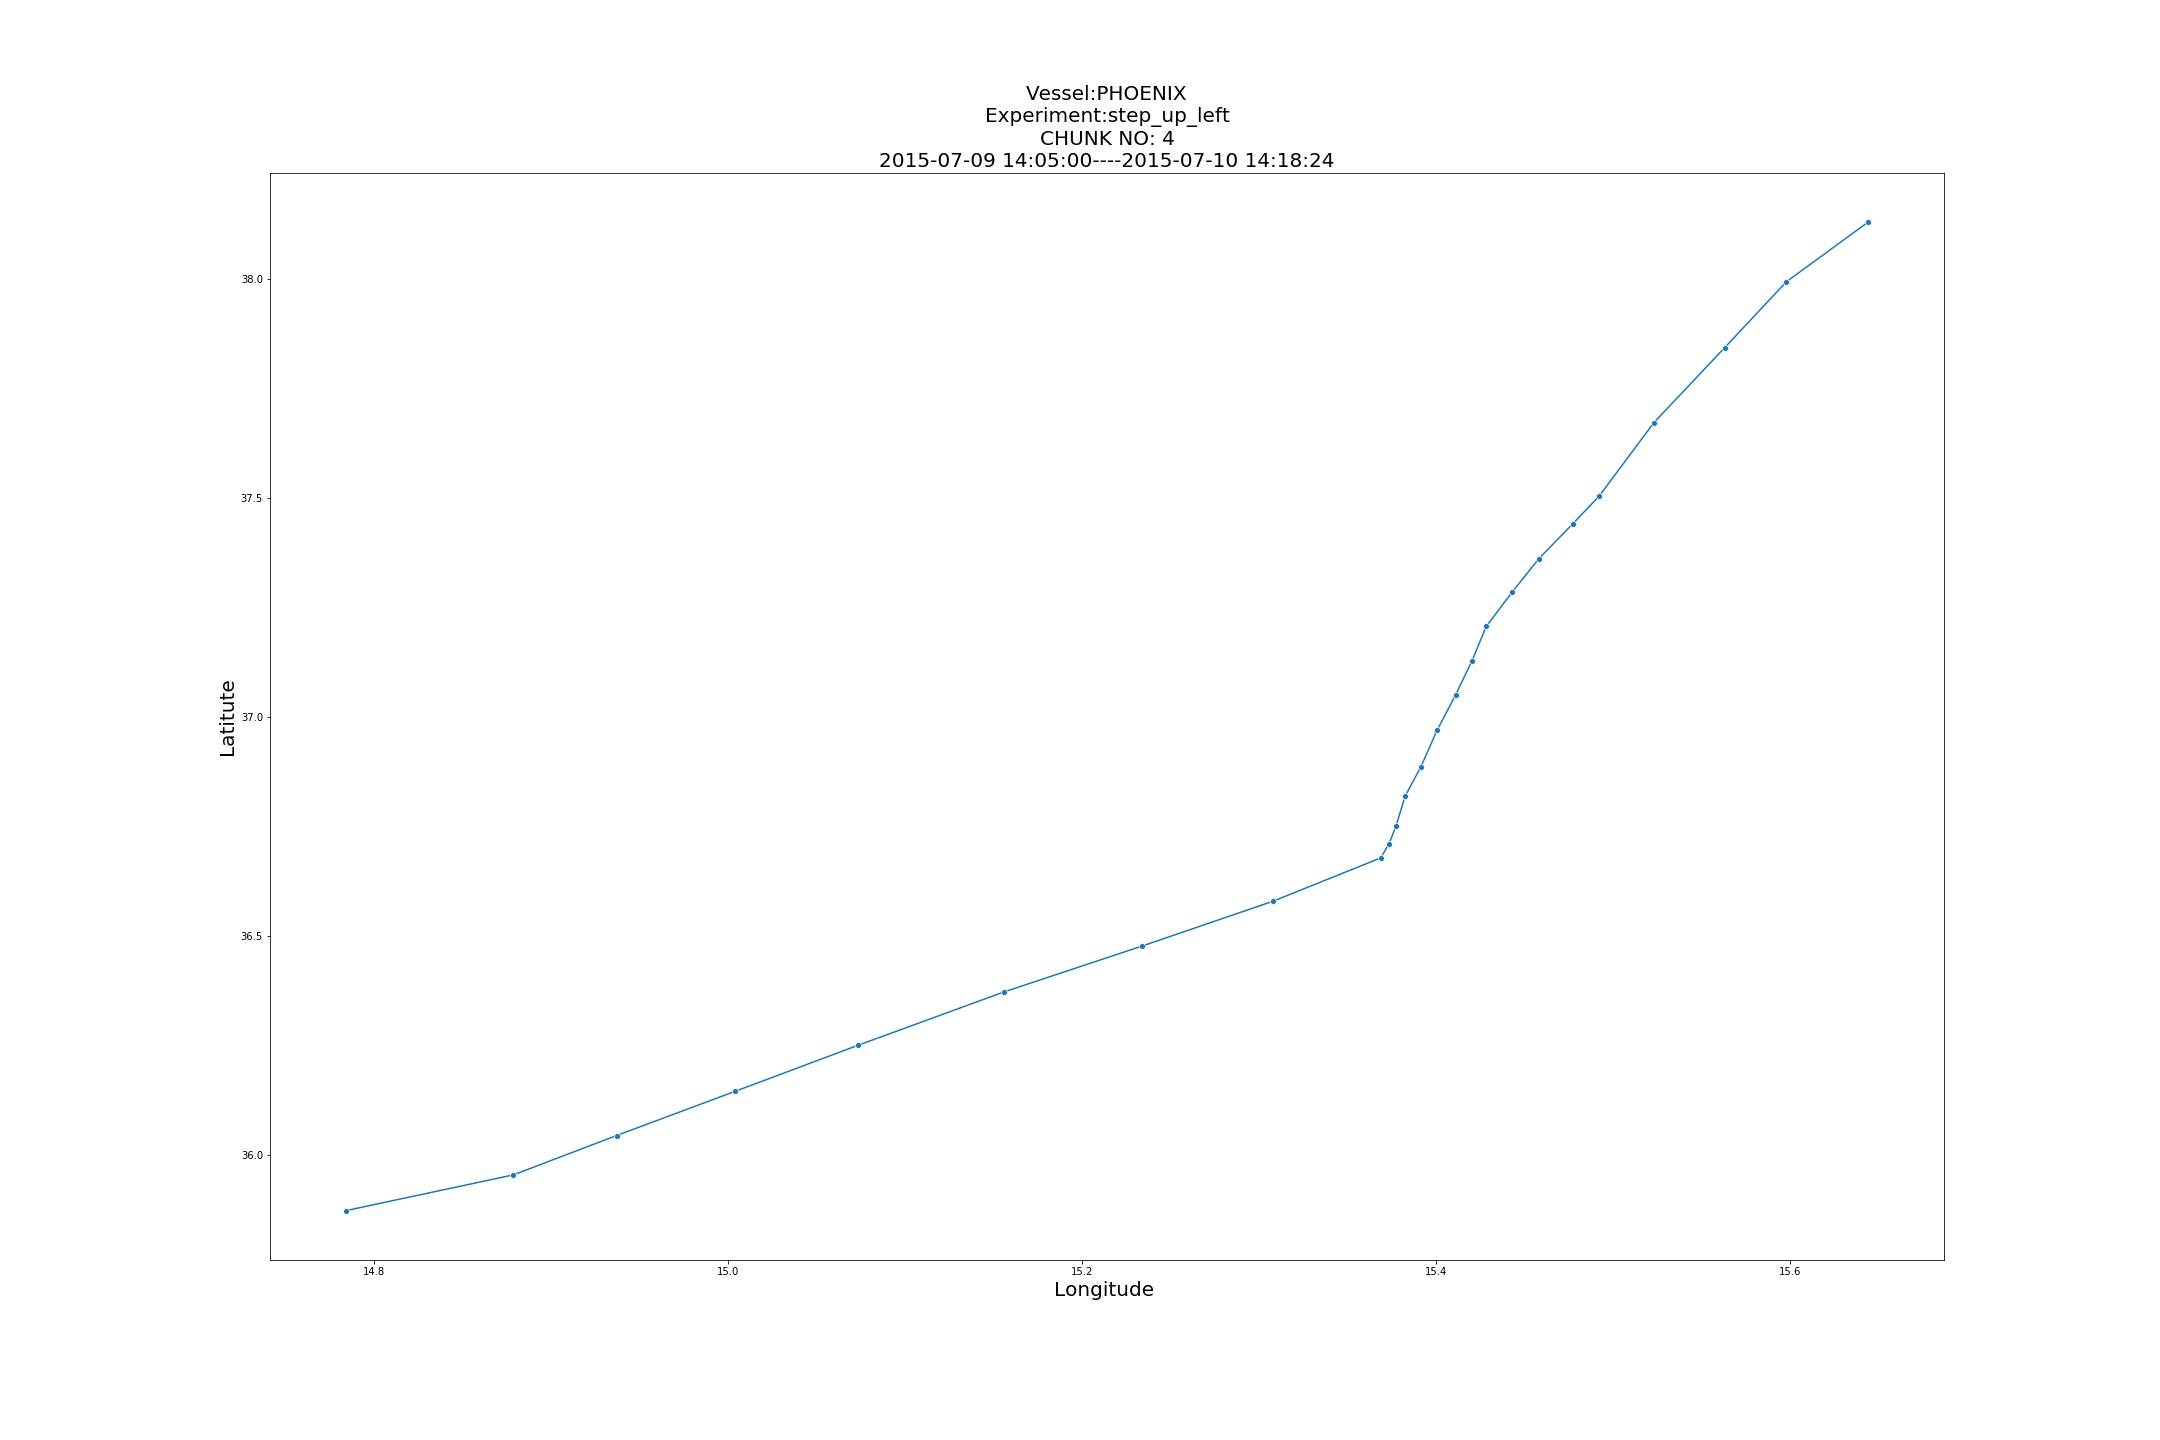 Vessel:PHOENIX
Experiment:step_up_left
CHUNK NO: 4
2015-07-09 14:05:00----2015-07-10 14:18:24
38.0
37.5
37.0
36.5
36.0
Latitute
14.8 15.0 15.2 15.4 15.6
Longitude